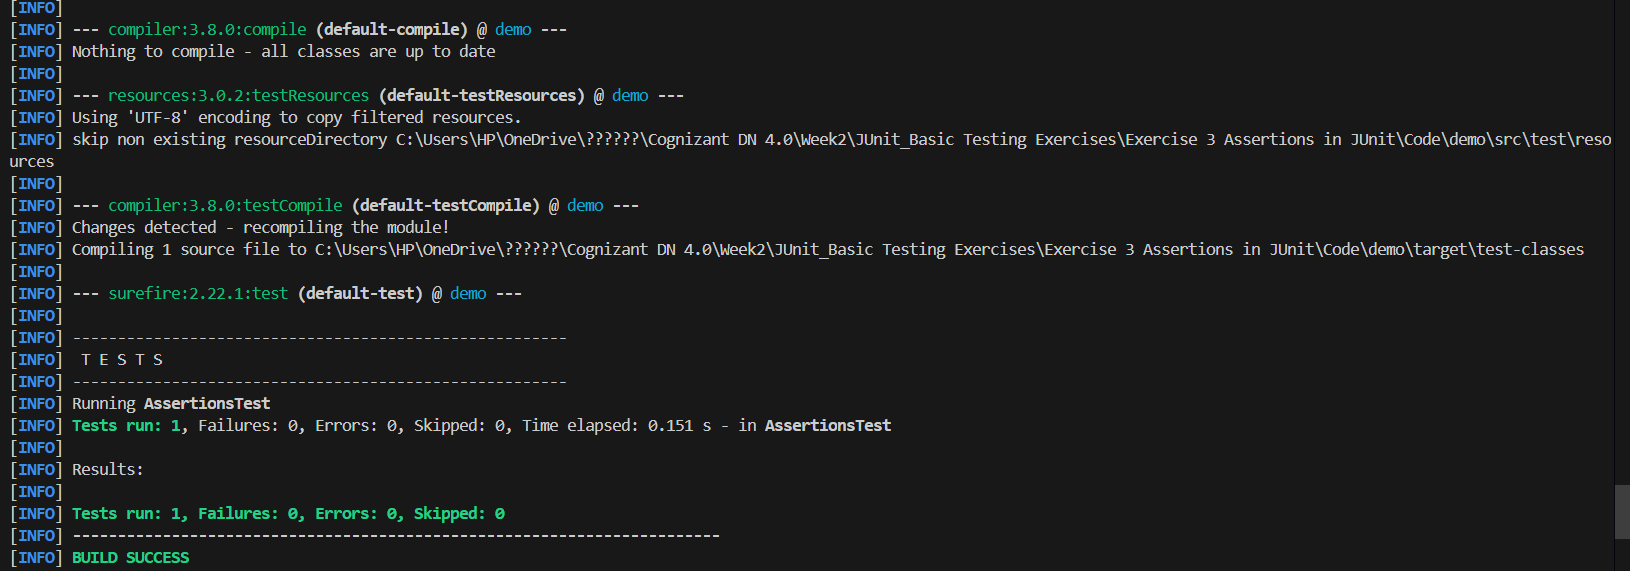 [INFO]
[INFO] --- compiler:3.8.0:compile (default-compile) @ demo ---
[INFO] Nothing to compile - all classes are up to date
[INFO]
[INFO] --- resources:3.0.2:testResources (default-testResources) @ demo ---
[INFO] Using 'UTF-8' encoding to copy filtered resources.
[INFO] skip non existing resourceDirectory C:\Users\HP\OneDrive\??????\Cognizant DN 4.0\Week2\JUnit_Basic Testing Exercises\Exercise 3 Assertions in JUnit\Code\demo\src\test\reso
urces
[INFO]
[INFO] --- compiler:3.8.0:testCompile (default-testCompile) @ demo ---
[INFO] Changes detected - recompiling the module!
[INFO] Compiling 1 source file to C:\Users\HP\OneDrive\??????\Cognizant DN 4.0\Week2\JUnit_Basic Testing Exercises\Exercise 3 Assertions in JUnit\Code\demo\target\test-classes
[INFO]
[INFO] --- surefire:2.22.1:test (default-test) @ demo ---
[INFO]
[INFO] -------------------------------------------------------
[INFO]  T E S T S
[INFO] -------------------------------------------------------
[INFO] Running AssertionsTest
[INFO] Tests run: 1, Failures: 0, Errors: 0, Skipped: 0, Time elapsed: 0.151 s - in AssertionsTest
[INFO]
[INFO] Results:
[INFO]
[INFO] Tests run: 1, Failures: 0, Errors: 0, Skipped: 0
[INFO] ------------------------------------------------------------------------
[INFO] BUILD SUCCESS